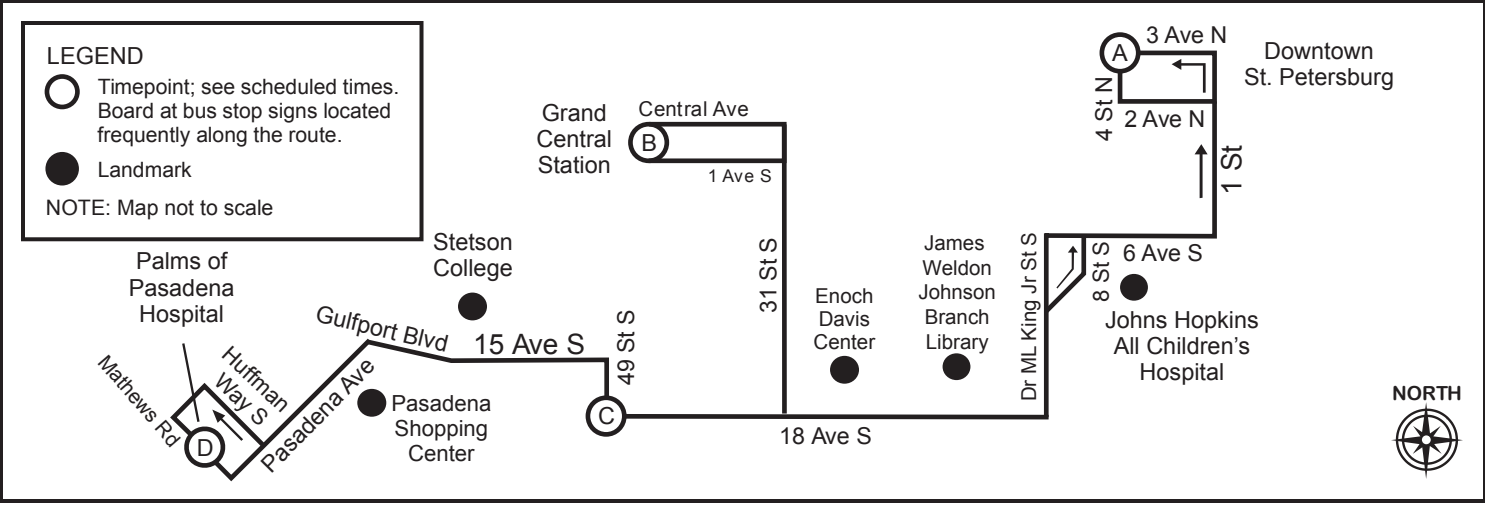 LEGEND
Timepoint; see scheduled times.
Board at bus stop signs located
frequently along the route.
Landmark
NOTE: Map not to scale
Palms of
Pasadena
Hospital
Mathews Rd
D
Huffman
Way S
Pasadena Ave
Gulfport Blvd
Stetson
College
Pasadena
Shopping
Center
15 Ave S
49 St S
C
Grand
Central
Station
B
Central Ave
1 Ave S
31 St S
18 Ave S
Enoch
Davis
Center
James
Weldon
Johnson
Branch
Library
Dr ML King Jr St S
8 St S
6 Ave S
Johns Hopkins
All Children's
Hospital
1 St
A
3 Ave N
4 St N
2 Ave N
Downtown
St. Petersburg
NORTH